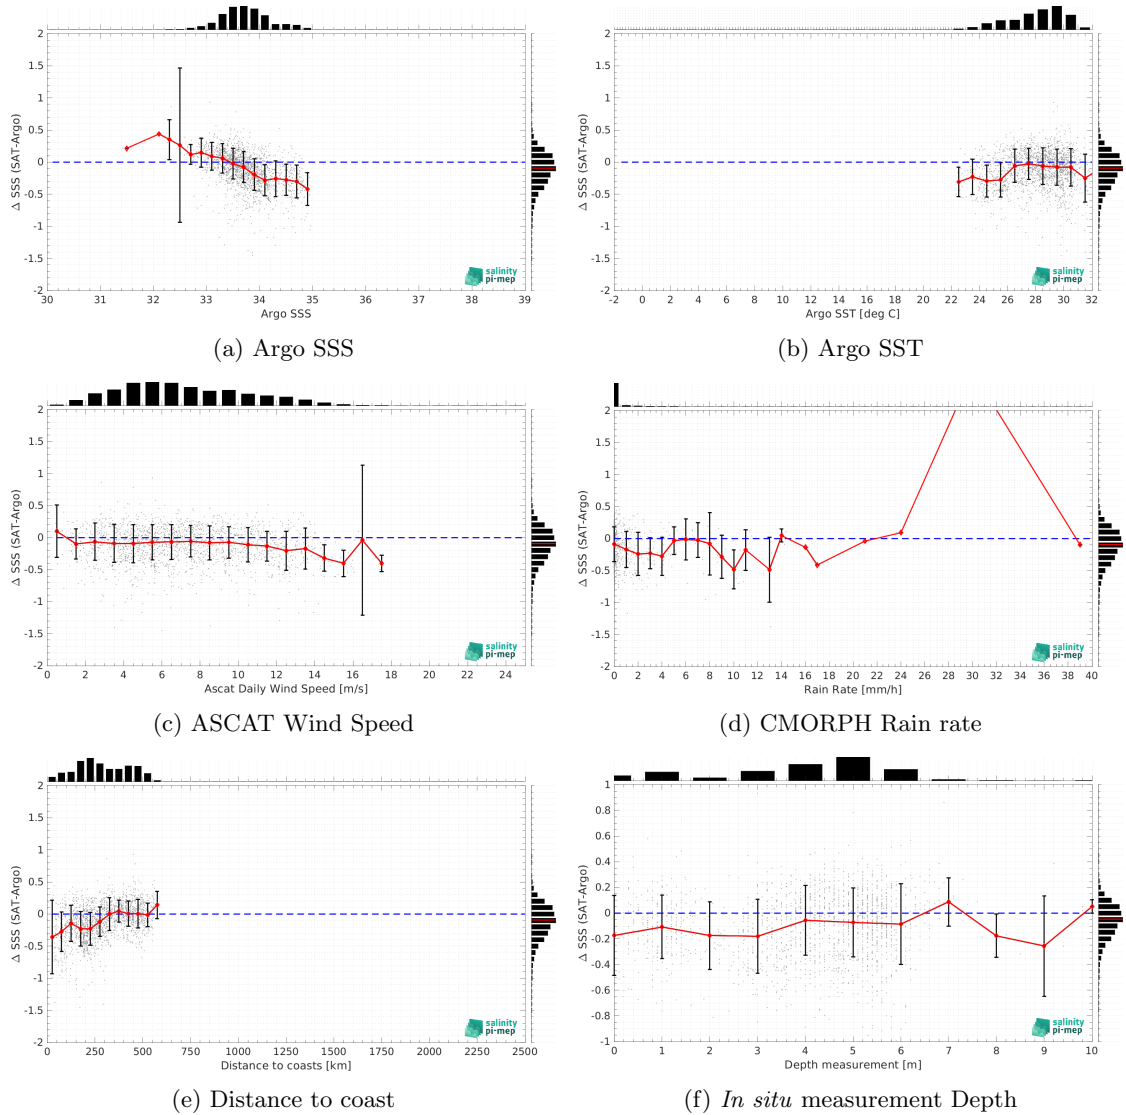 2
1.5
1
0.5
0
-0.5
-1
-1.5
-2
Δ SSS (SAT-Argo)
30 31 32 33 34 35 36 37 38 39
Argo SSS
salinity
pi-mep
(a) Argo SSS
2
1.5
1
0.5
0
-0.5
-1
-1.5
-2
Δ SSS (SAT-Argo)
-2 0 2 4 6 8 10 12 14 16 18 20 22 24 26 28 30 32
Argo SST [deg C]
salinity
pi-mep
(b) Argo SST
2
1.5
1
0.5
0
-0.5
-1
-1.5
-2
Δ SSS (SAT-Argo)
0 2 4 6 8 10 12 14 16 18 20 22 24
Ascat Daily Wind Speed [m/s]
salinity
pi-mep
(c) ASCAT Wind Speed
2
1.5
1
0.5
0
-0.5
-1
-1.5
-2
Δ SSS (SAT-Argo)
0 2 4 6 8 10 12 14 16 18 20 22 24 26 28 30 32 34 36 38 40
Rain Rate [mm/h]
salinity
pi-mep
(d) CMORPH Rain rate
2
1.5
1
0.5
0
-0.5
-1
-1.5
-2
Δ SSS (SAT-Argo)
0 250 500 750 1000 1250 1500 1750 2000 2250 2500
Distance to coasts [km]
salinity
pi-mep
(e) Distance to coast
1
0.8
0.6
0.4
0.2
0
-0.2
-0.4
-0.6
-0.8
-1
Δ SSS (SAT-Argo)
0 1 2 3 4 5 6 7 8 9 10
Depth measurement [m]
salinity
pi-mep
(f) In situ measurement Depth